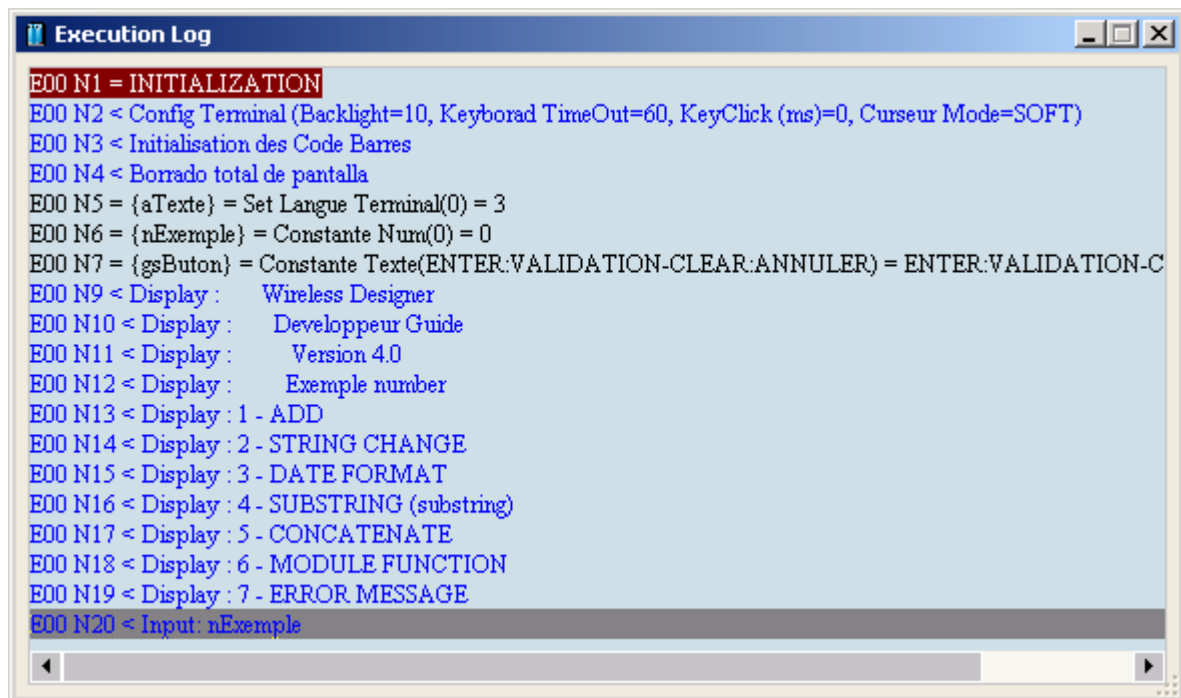 Execution Log
E00 N1 = INITIALIZATION
E00 N2 < Config Terminal (Backlight=10, Keyborad TimeOut=60, KeyClick (ms)=0, Curseur Mode=SOFT)
E00 N3 < Initialisation des Code Barres
E00 N4 < Borrado total de pantalla
E00 N5 = {aTexte} = Set Langue Terminal(0) = 3
E00 N6 = {nExemple} = Constante Num(0) = 0
E00 N7 = {gsButon} = Constante Texte(ENTER:VALIDATION-CLEAR:ANNULER) = ENTER:VALIDATION-C
E00 N9 < Display :      Wireless Designer
E00 N10 < Display :      Developpeur Guide
E00 N11 < Display :         Version 4.0
E00 N12 < Display :        Exemple number
E00 N13 < Display : 1 - ADD
E00 N14 < Display : 2 - STRING CHANGE
E00 N15 < Display : 3 - DATE FORMAT
E00 N16 < Display : 4 - SUBSTRING (substring)
E00 N17 < Display : 5 - CONCATENATE
E00 N18 < Display : 6 - MODULE FUNCTION
E00 N19 < Display : 7 - ERROR MESSAGE
E00 N20 < Input: nExemple